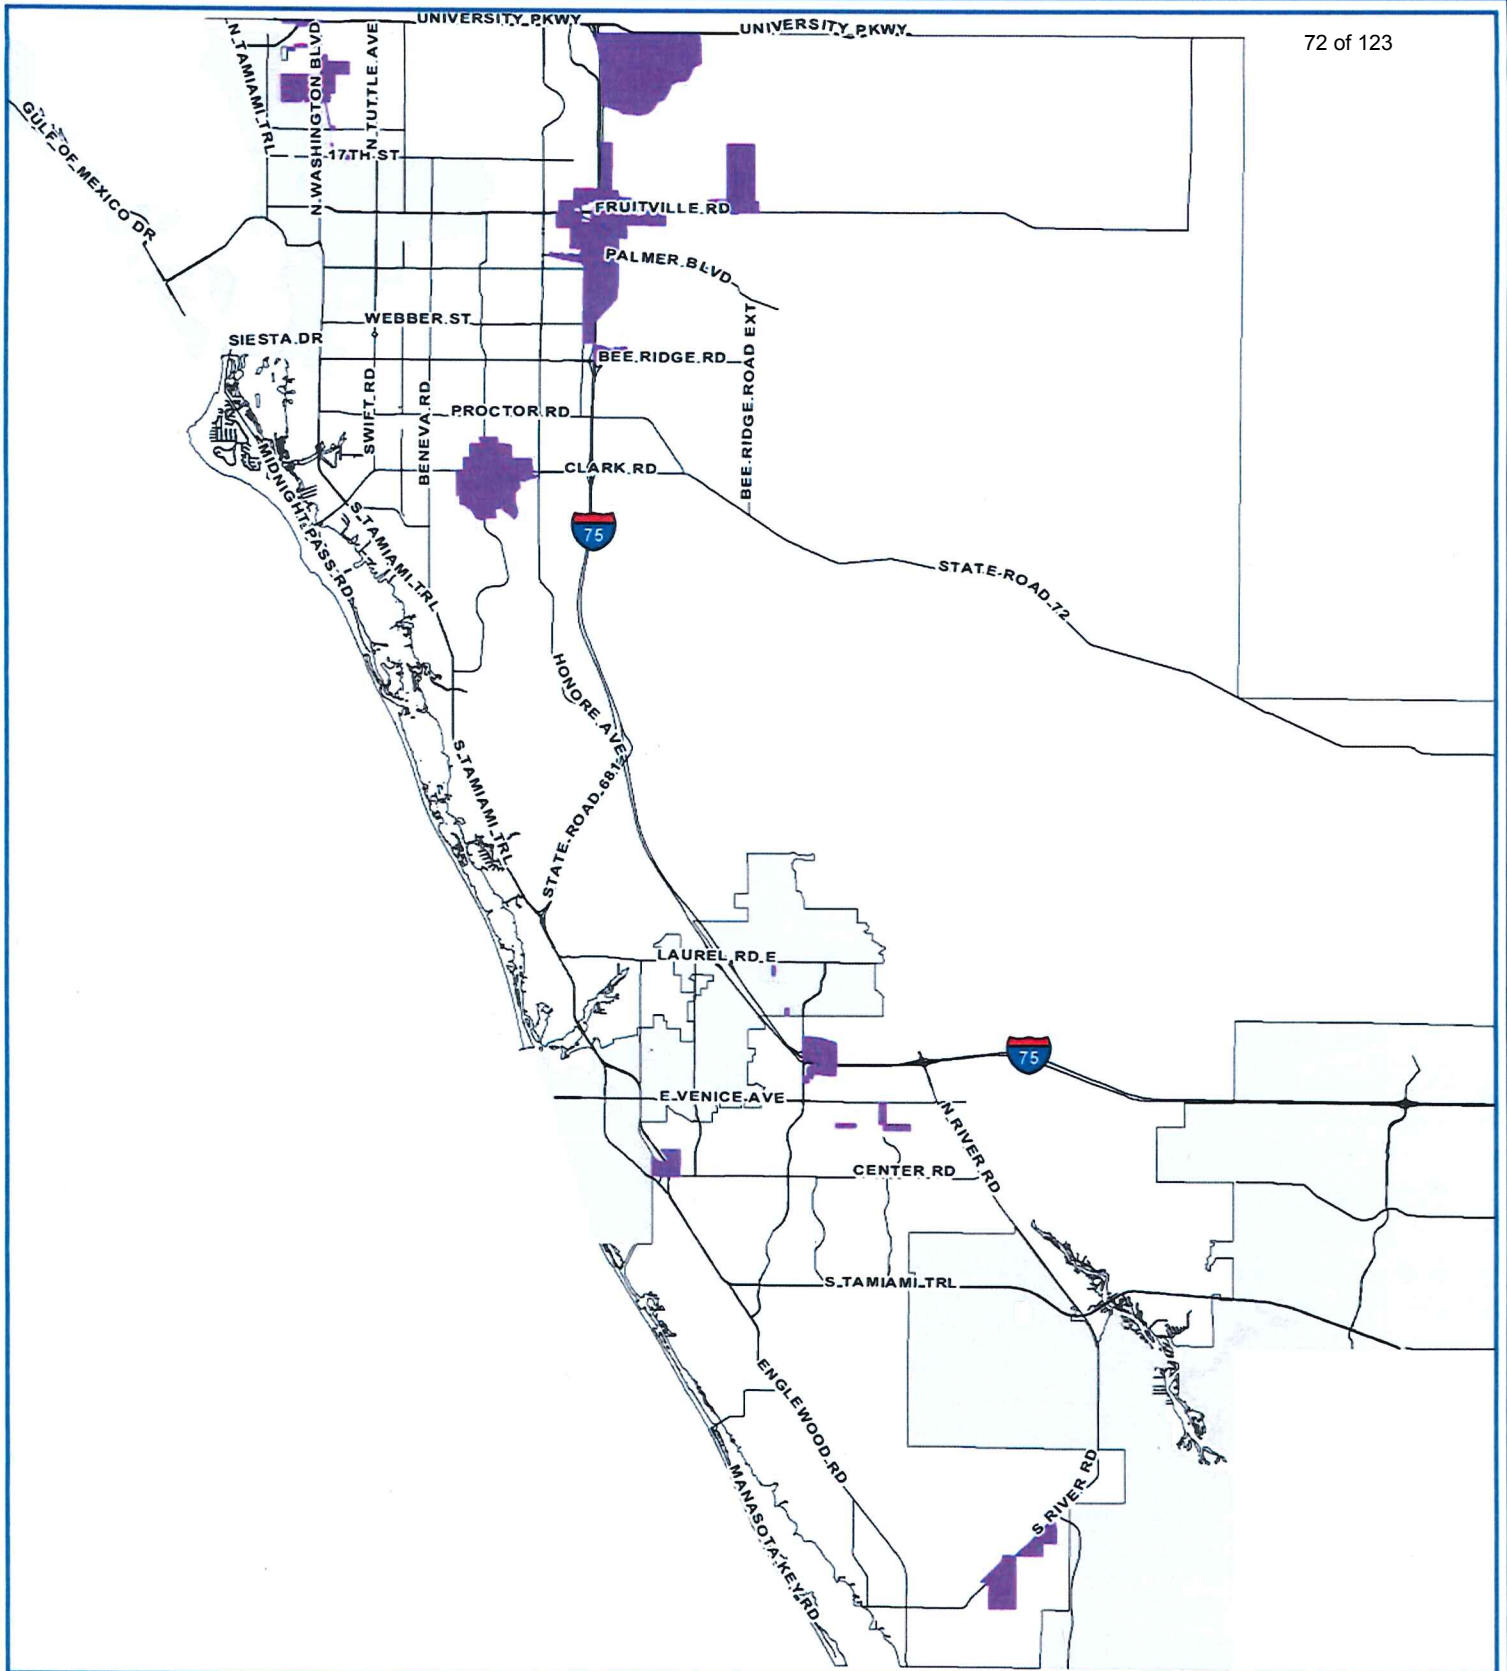 UNIVERSITY PKWY
UNIVERSITY PKWY
72 of 123
N TAMIAMI TRL
N WASHINGTON BLVD
N TUTTLE AVE
GULF OF MEXICO DR
17TH ST
FRUITVILLE RD
PALMER BLVD
WEBBER ST
SIESTA DR
BEE RIDGE RD
BEE RIDGE ROAD EXT
SWIFT RD
BENEVA RD
PROCTOR RD
CLARK RD
MIDNIGHT PASS RD
S TAMIAMI TRL
75
STATE ROAD 72
HONORE AVE
S TAMIAMI TRL
STATE ROAD 681
LAUREL RD E
75
E VENICE AVE
N RIVER RD
CENTER RD
S TAMIAMI TRL
ENGLEWOOD RD
MANASOTA KEY RD
S RIVER RD